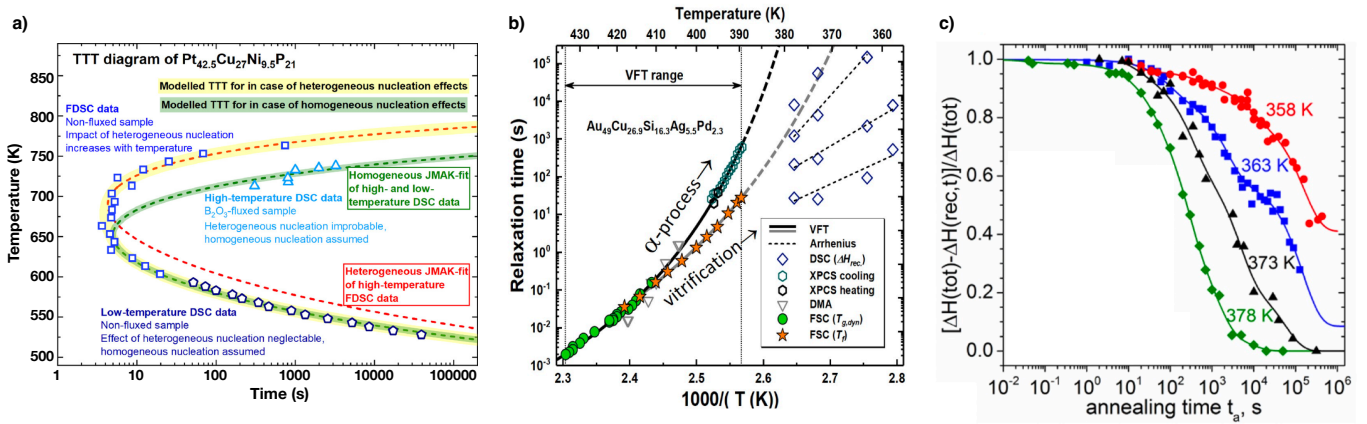 a)
TTT diagram of Pt42.5Cu27Ni9.5P21
Modelled TTT for in case of heterogeneous nucleation effects
Modelled TTT for in case of homogeneous nucleation effects
FDSC data
Non-fluxed sample
Impact of heterogeneous nucleation
increases with temperature
Homogeneous JMAK-fit
of high- and low-
temperature DSC data
High-temperature DSC data
B2O3-fluxed sample
Heterogeneous nucleation improbable,
homogeneous nucleation assumed
Heterogeneous JMAK-fit
of high-temperature
FDSC data
Low-temperature DSC data
Non-fluxed sample
Effect of heterogeneous nucleation neglectable,
homogeneous nucleation assumed
Temperature (K)
850
800
750
700
650
600
550
500
1 10 100 1000 10000 100000
Time (s)
b)
Temperature (K)
430 420 410 400 390 380 370 360
VFT range
Au49Cu26.9Si16.3Ag5.5Pd2.3
α-process
vitrification
VFT
Arrhenius
DSC (ΔHrec.)
XPCS cooling
XPCS heating
DMA
FSC (Tg,dyn)
FSC (Tf)
Relaxation time (s)
10^5
10^4
10^3
10^2
10^1
10^0
10^-1
10^-2
10^-3
2.3 2.4 2.5 2.6 2.7 2.8
1000/( T (K))
c)
[ΔH(tot)-ΔH(rec,t)]/ΔH(tot)
1.0
0.8
0.6
0.4
0.2
0.0
358 K
363 K
373 K
378 K
10^-2 10^-1 10^0 10^1 10^2 10^3 10^4 10^5 10^6
annealing time ta, s